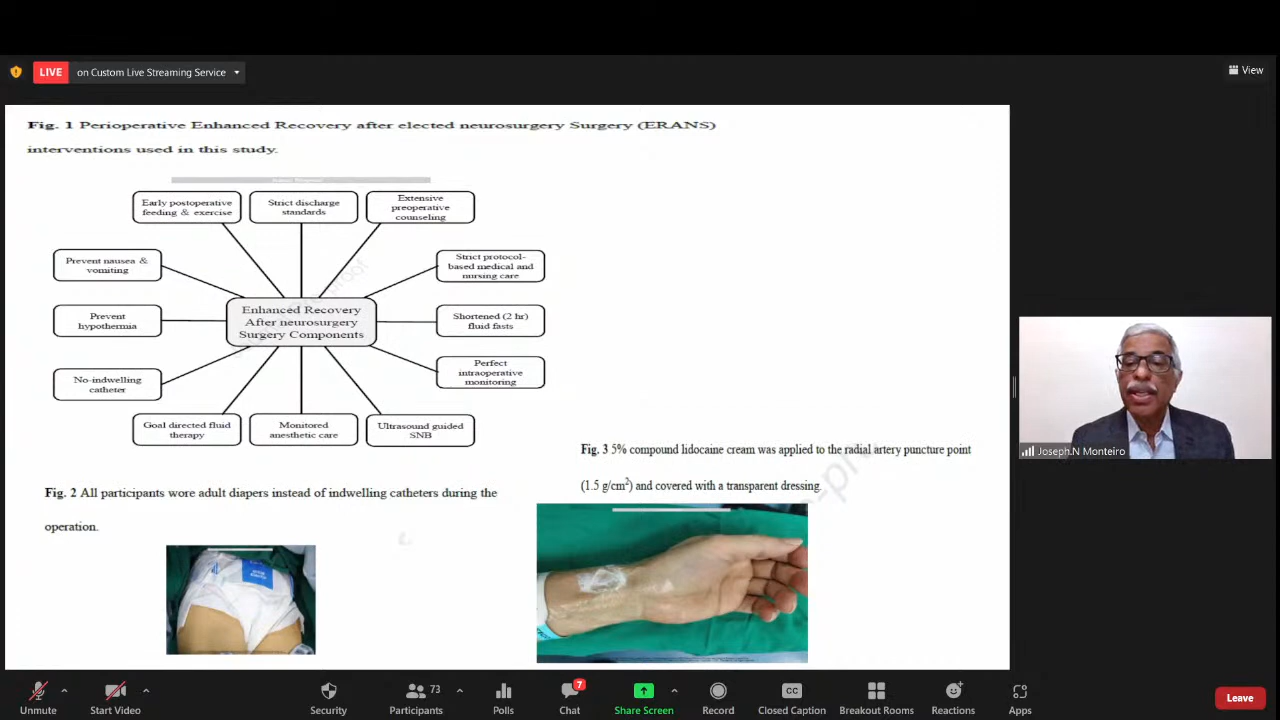 LIVE
on Custom Live Streaming Service
View
Fig. 1 Perioperative Enhanced Recovery after elected neurosurgery Surgery (ERANS)
interventions used in this study.
Early postoperative
feeding & exercise
Strict discharge
standards
Extensive
preoperative
counseling
Prevent nausea &
vomiting
Strict protocol-
based medical and
nursing care
Prevent
hypothermia
Enhanced Recovery
After neurosurgery
Surgery Components
Shortened (2 hr)
fluid fasts
No-indwelling
catheter
Perfect
intraoperative
monitoring
Goal directed fluid
therapy
Monitored
anesthetic care
Ultrasound guided
SNB
Fig. 2 All participants wore adult diapers instead of indwelling catheters during the
operation.
Fig. 3 5% compound lidocaine cream was applied to the radial artery puncture point
(1.5 g/cm²) and covered with a transparent dressing.
Joseph.N Monteiro
Unmute
Start Video
Security
73
Participants
Polls
7
Chat
Share Screen
Record
CC
Closed Caption
Breakout Rooms
Reactions
Apps
Leave